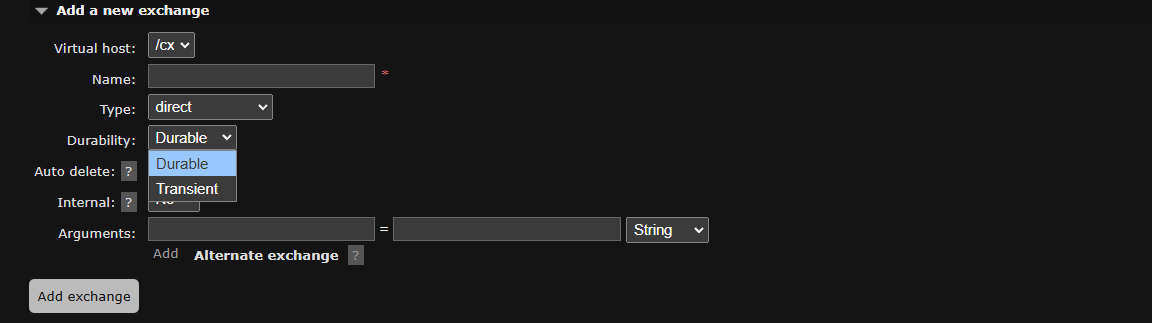 Add a new exchange
Virtual host: /cx
Name: *
Type: direct
Durability: Durable
Durable
Auto delete: ?
Transient
Internal: ?
Arguments: = String
Add Alternate exchange ?
Add exchange